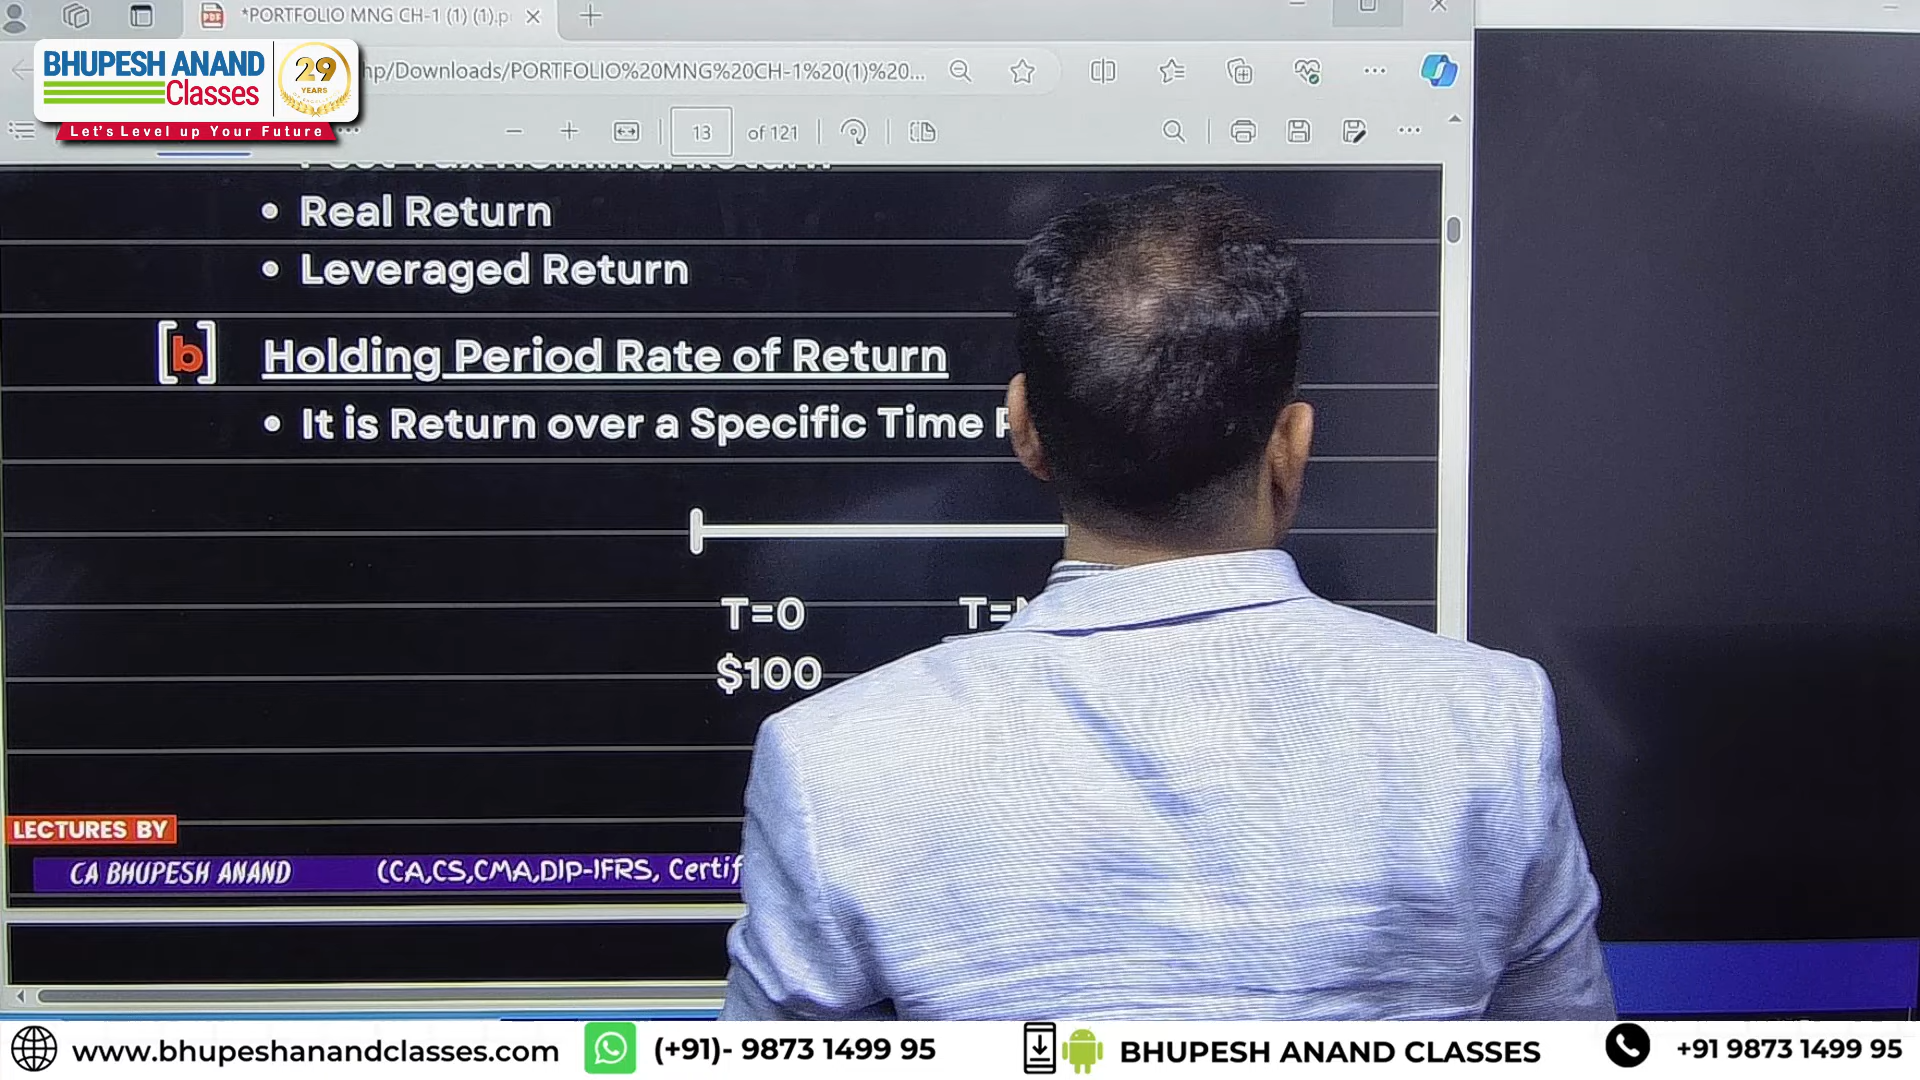 *PORTFOLIO MNG CH-1 (1) (1).p
BHUPESH ANAND
Classes
29
YEARS
Let's Level up Your Future
hp/Downloads/PORTFOLIO%20MNG%20CH-1%20(1)%20...
13 of 121
Real Return
Leveraged Return
[b] Holding Period Rate of Return
It is Return over a Specific Time
T=0 T=
$100
LECTURES BY
CA BHUPESH ANAND (CA,CS,CMA,DIP-IFRS, Certif
www.bhupeshanandclasses.com (+91)- 9873 1499 95 BHUPESH ANAND CLASSES +91 9873 1499 95